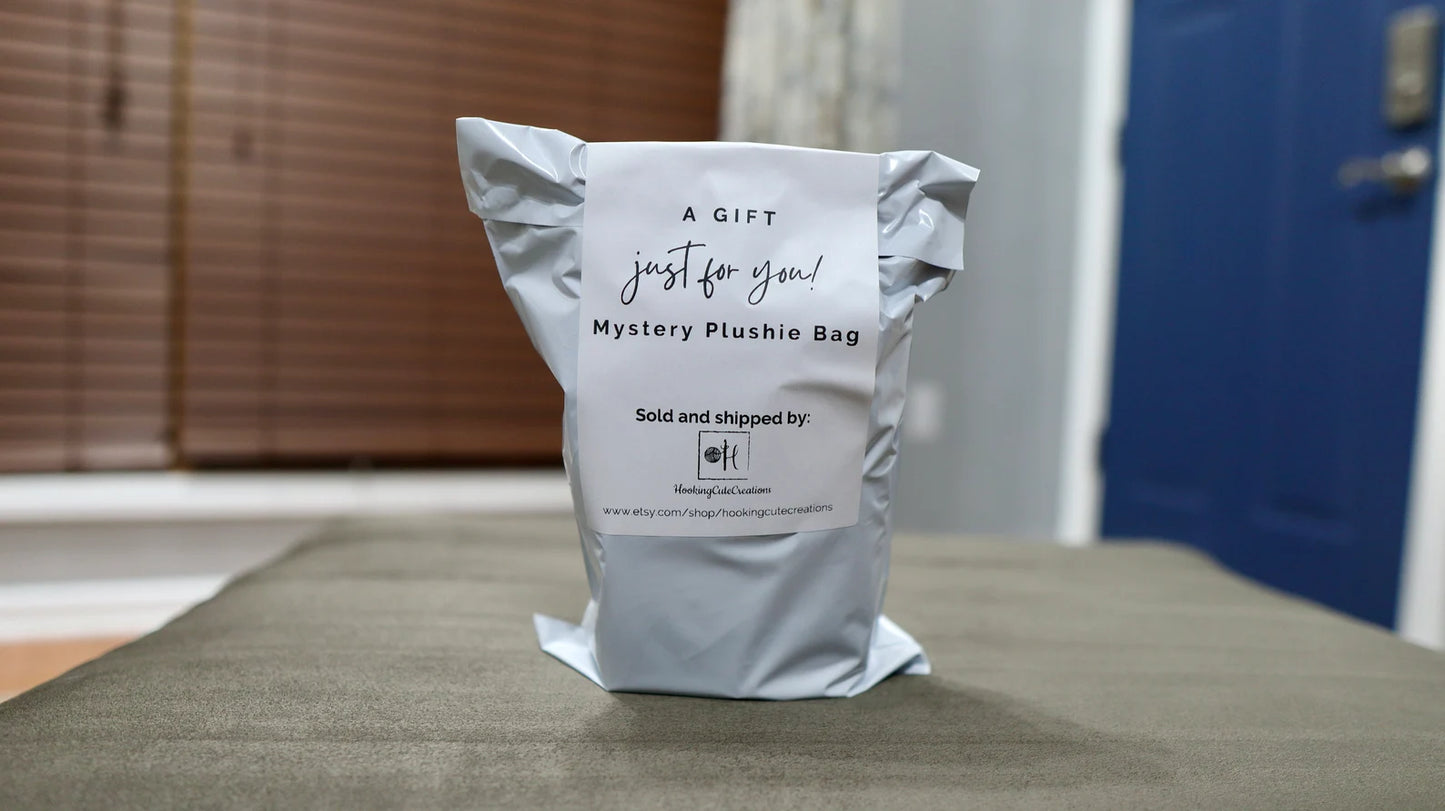 A GIFT
just for you!
Mystery Plushie Bag
Sold and shipped by:
H
HookingCuteCreations
www.etsy.com/shop/hookingcutecreations